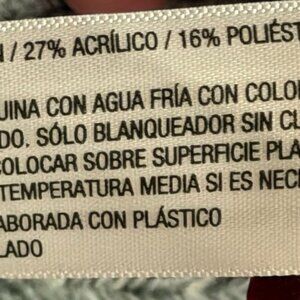 / 27% ACRÍLICO / 16% POLIÉST
UINA CON AGUA FRÍA CON COLO
DO. SÓLO BLANQUEADOR SIN CL
COLOCAR SOBRE SUPERFICIE PLA
TEMPERATURA MEDIA SI ES NECE
ABORADA CON PLÁSTICO
LADO